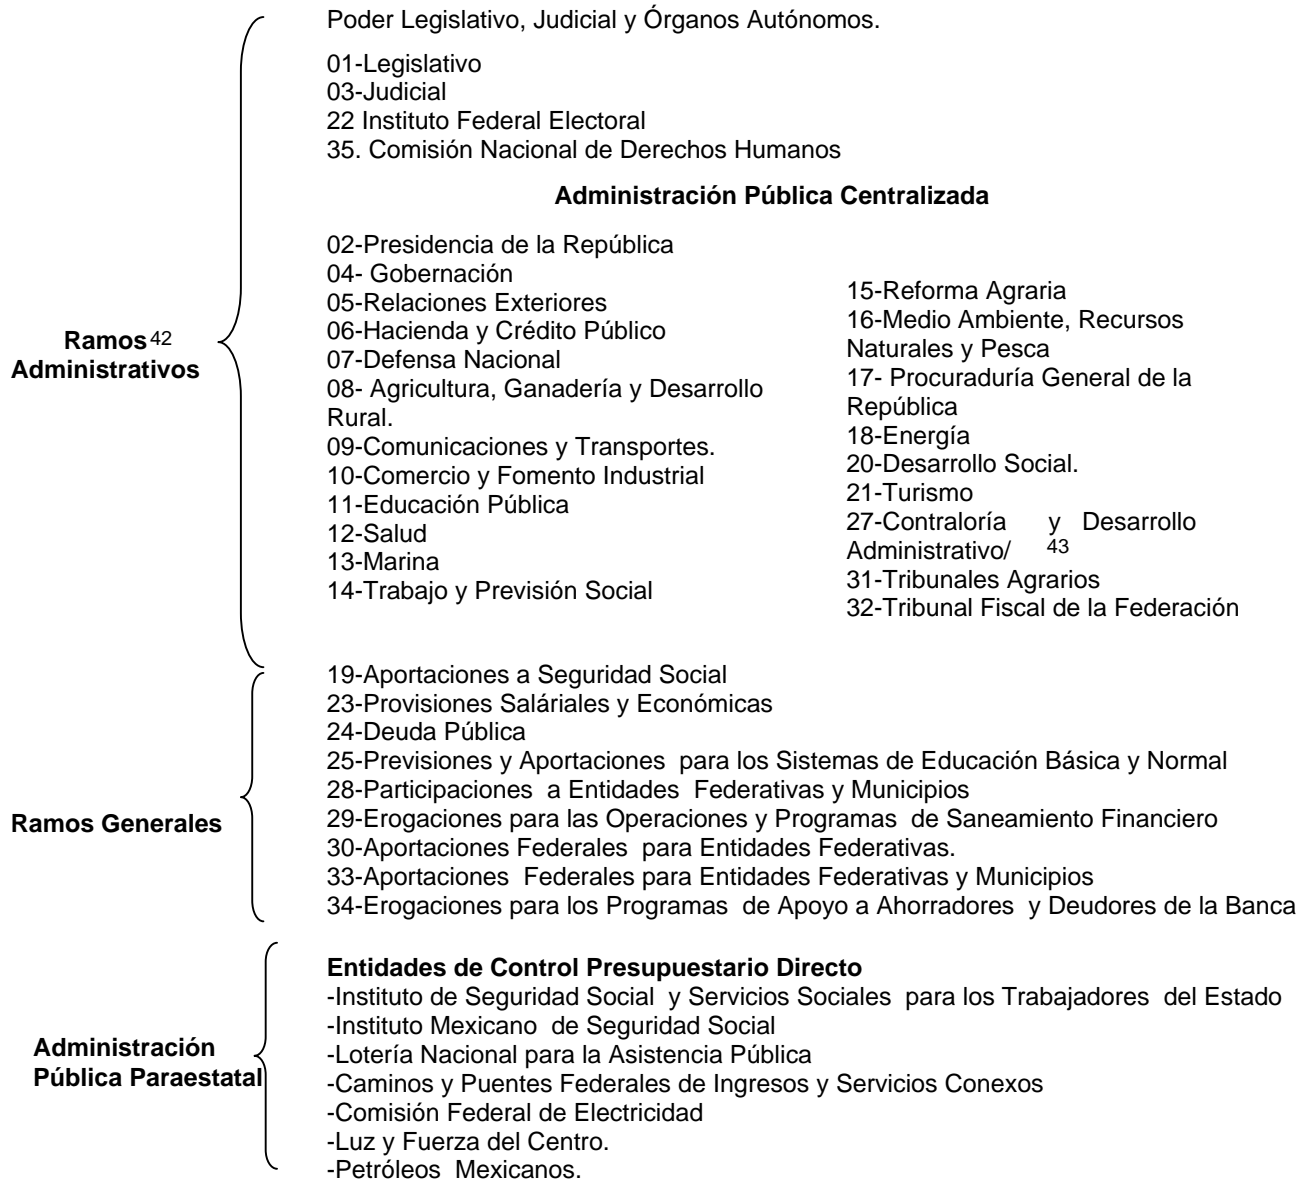 Poder Legislativo, Judicial y Órganos Autónomos.
01-Legislativo
03-Judicial
22 Instituto Federal Electoral
35. Comisión Nacional de Derechos Humanos
Administración Pública Centralizada
Ramos 42
Administrativos
02-Presidencia de la República
04- Gobernación
05-Relaciones Exteriores
06-Hacienda y Crédito Público
07-Defensa Nacional
08- Agricultura, Ganadería y Desarrollo
Rural.
09-Comunicaciones y Transportes.
10-Comercio y Fomento Industrial
11-Educación Pública
12-Salud
13-Marina
14-Trabajo y Previsión Social
15-Reforma Agraria
16-Medio Ambiente, Recursos
Naturales y Pesca
17- Procuraduría General de la
República
18-Energía
20-Desarrollo Social.
21-Turismo
27-Contraloría y Desarrollo
Administrativo/ 43
31-Tribunales Agrarios
32-Tribunal Fiscal de la Federación
Ramos Generales
19-Aportaciones a Seguridad Social
23-Provisiones Saláriales y Económicas
24-Deuda Pública
25-Previsiones y Aportaciones para los Sistemas de Educación Básica y Normal
28-Participaciones a Entidades Federativas y Municipios
29-Erogaciones para las Operaciones y Programas de Saneamiento Financiero
30-Aportaciones Federales para Entidades Federativas.
33-Aportaciones Federales para Entidades Federativas y Municipios
34-Erogaciones para los Programas de Apoyo a Ahorradores y Deudores de la Banca
Administración
Pública Paraestatal
Entidades de Control Presupuestario Directo
-Instituto de Seguridad Social y Servicios Sociales para los Trabajadores del Estado
-Instituto Mexicano de Seguridad Social
-Lotería Nacional para la Asistencia Pública
-Caminos y Puentes Federales de Ingresos y Servicios Conexos
-Comisión Federal de Electricidad
-Luz y Fuerza del Centro.
-Petróleos Mexicanos.